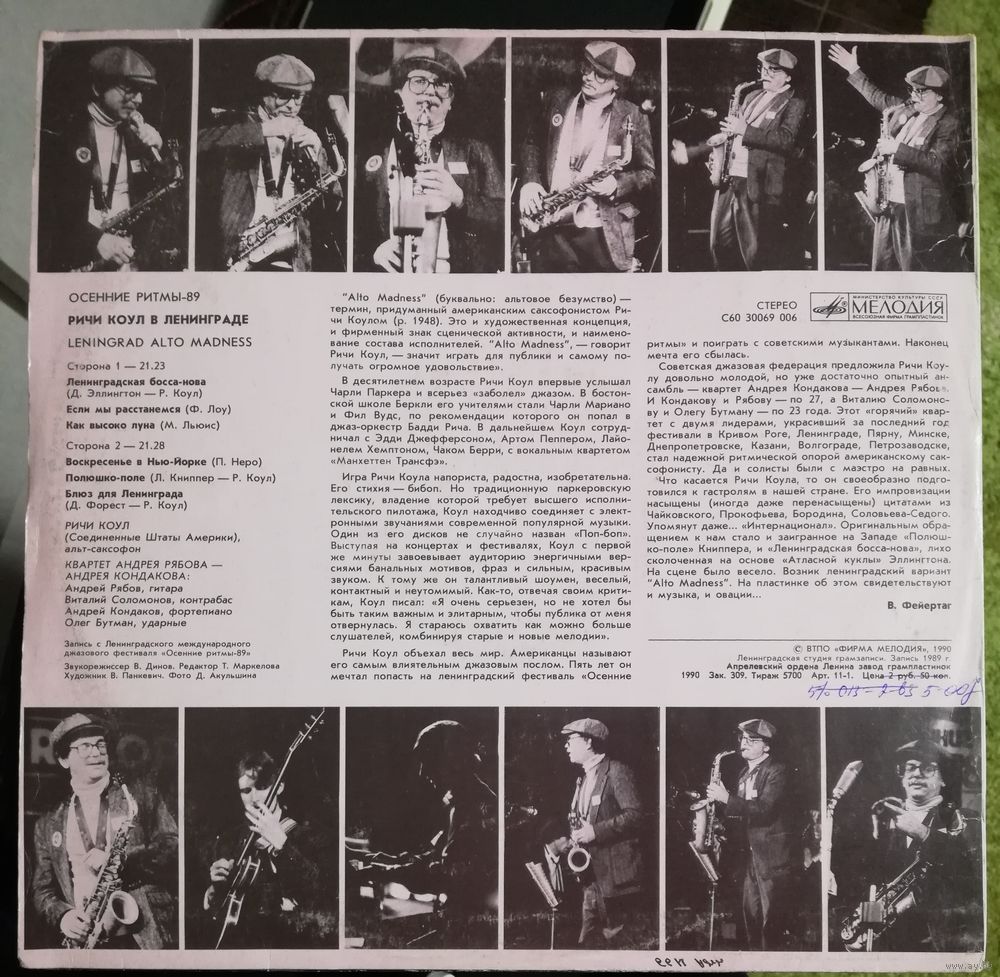 ОСЕННИЕ РИТМЫ-89
РИЧИ КОУЛ В ЛЕНИНГРАДЕ
LENINGRAD ALTO MADNESS
Сторона 1 — 21.23
Ленинградская босса-нова
(Д. Эллингтон — Р. Коул)
Если мы расстанемся (Ф. Лоу)
Как высоко луна (М. Льюис)
Сторона 2 — 21.28
Воскресенье в Нью-Йорке (П. Неро)
Полюшко-поле (Л. Книппер — Р. Коул)
Блюз для Ленинграда
(Д. Форест — Р. Коул)
РИЧИ КОУЛ
(Соединенные Штаты Америки),
альт-саксофон
КВАРТЕТ АНДРЕЯ РЯБОВА —
АНДРЕЯ КОНДАКОВА:
Андрей Рябов, гитара
Виталий Соломонов, контрабас
Андрей Кондаков, фортепиано
Олег Бутман, ударные
Запись с Ленинградского международного
джазового фестиваля «Осенние ритмы-89»
Звукорежиссер В. Динов. Редактор Т. Маркелова
Художник В. Панкевич. Фото Д. Акульшина
"Alto Madness" (буквально: альтовое безумство) —
термин, придуманный американским саксофонистом Ри-
чи Коулом (р. 1948). Это и художественная концепция,
и фирменный знак сценической активности, и наимено-
вание состава исполнителей. "Alto Madness", — говорит
Ричи Коул, — значит играть для публики и самому по-
лучать огромное удовольствие».
В десятилетнем возрасте Ричи Коул впервые услышал
Чарли Паркера и всерьез «заболел» джазом. В бостон-
ской школе Беркли его учителями стали Чарли Мариано
и Фил Вудс, по рекомендации которого он попал в
джаз-оркестр Бадди Рича. В дальнейшем Коул сотруд-
ничал с Эдди Джефферсоном, Артом Пеппером, Лайо-
нелем Хемптоном, Чаком Берри, с вокальным квартетом
«Манхеттен Трансфэ».
Игра Ричи Коула напориста, радостна, изобретательна.
Его стихия — бибоп. Но традиционную паркеровскую
лексику, владение которой требует высшего исполни-
тельского пилотажа, Коул находчиво соединяет с элект-
ронными звучаниями современной популярной музыки.
Один из его дисков не случайно назван «Поп-боп».
Выступая на концертах и фестивалях, Коул с первой
же минуты завоевывает аудиторию энергичными вер-
сиями банальных мотивов, фраз и сильным, красивым
звуком. К тому же он талантливый шоумен, веселый,
контактный и неутомимый. Как-то, отвечая своим крити-
кам, Коул писал: «Я очень серьезен, но не хотел бы
быть таким важным и элитарным, чтобы публика от меня
отвернулась. Я стараюсь охватить как можно больше
слушателей, комбинируя старые и новые мелодии».
Ричи Коул объехал весь мир. Американцы называют
его самым влиятельным джазовым послом. Пять лет он
мечтал попасть на ленинградский фестиваль «Осенние
СТЕРЕО
С60 30069 006
МИНИСТЕРСТВО КУЛЬТУРЫ СССР
МЕЛОДИЯ
ВСЕСОЮЗНАЯ ФИРМА ГРАМПЛАСТИНОК
ритмы» и поиграть с советскими музыкантами. Наконец
мечта его сбылась.
Советская джазовая федерация предложила Ричи Коу-
лу довольно молодой, но уже достаточно опытный ан-
самбль — квартет Андрея Кондакова — Андрея Рябова.
И Кондакову и Рябову — по 27, а Виталию Соломоно-
ву и Олегу Бутману — по 23 года. Этот «горячий» квар-
тет с двумя лидерами, украсивший за последний год
фестивали в Кривом Роге, Ленинграде, Пярну, Минске,
Днепропетровске, Казани, Волгограде, Петрозаводске,
стал надежной ритмической опорой американскому сак-
софонисту. Да и солисты были с маэстро на равных.
Что касается Ричи Коула, то он своеобразно подго-
товился к гастролям в нашей стране. Его импровизации
насыщены (иногда даже перенасыщены) цитатами из
Чайковского, Прокофьева, Бородина, Соловьева-Седого.
Упомянут даже... «Интернационал». Оригинальным обра-
щением к нам стало и заигранное на Западе «Полюш-
ко-поле» Книппера, и «Ленинградская босса-нова», лихо
сколоченная на основе «Атласной куклы» Эллингтона.
На сцене было весело. Возник ленинградский вариант
"Alto Madness". На пластинке об этом свидетельствуют
и музыка, и овации...
В. Фейертаг
© ВТПО «ФИРМА МЕЛОДИЯ», 1990
Ленинградская студия грамзаписи. Запись 1989 г.
Апрелевский ордена Ленина завод грампластинок
1990 Зак. 309. Тираж 5700 Арт. 11-1. Цена 2 руб. 50 коп.